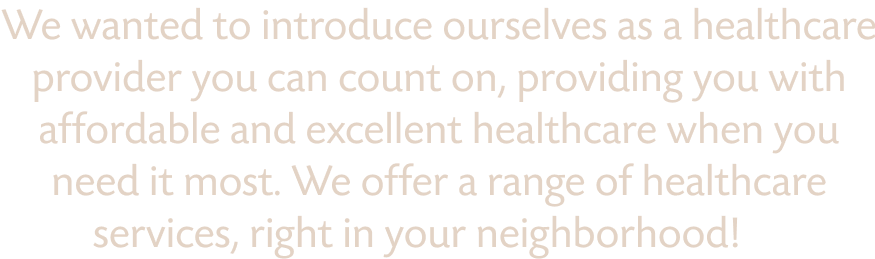 We wanted to introduce ourselves as a healthcare
provider you can count on, providing you with
affordable and excellent healthcare when you
need it most. We offer a range of healthcare
services, right in your neighborhood!